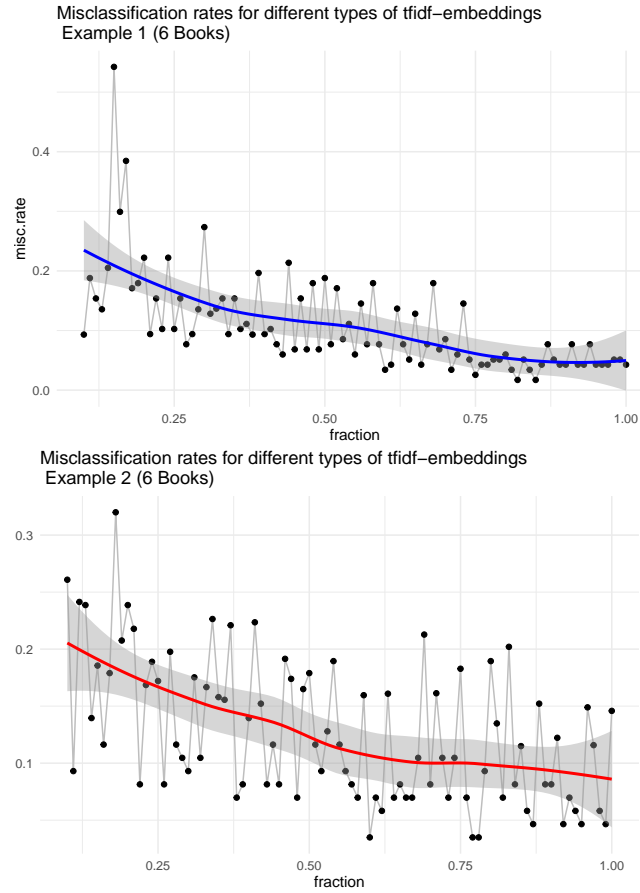 Misclassification rates for different types of tfidf−embeddings
Example 1 (6 Books)
0.4
0.2
0.0
misc.rate
0.25
0.50
0.75
1.00
fraction
Misclassification rates for different types of tfidf−embeddings
Example 2 (6 Books)
0.3
0.2
0.1
0.25
0.50
0.75
1.00
fraction